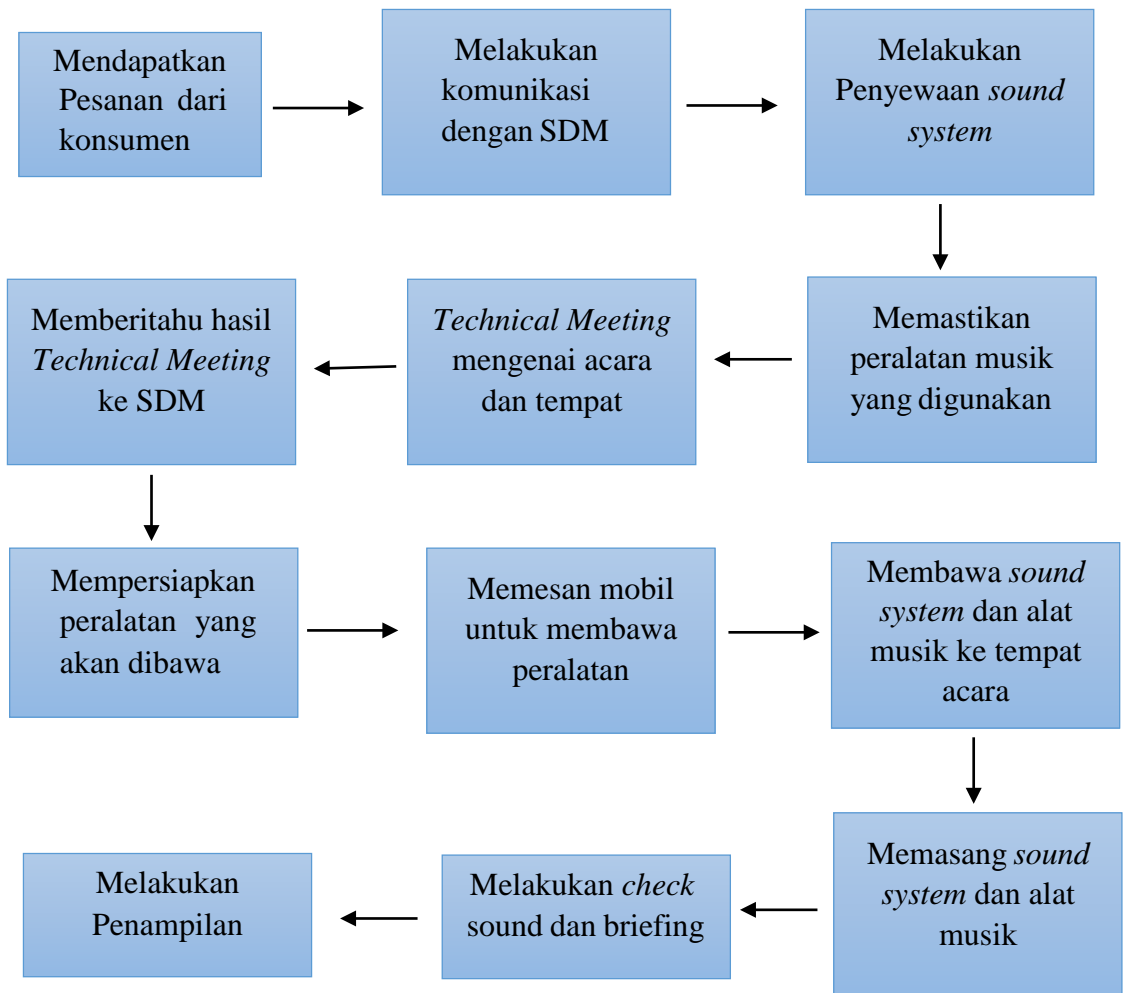 Mendapatkan
Pesanan dari
konsumen
Melakukan
komunikasi
dengan SDM
Melakukan
Penyewaan sound
system
Memastikan
peralatan musik
yang digunakan
Technical Meeting
mengenai acara
dan tempat
Memberitahu hasil
Technical Meeting
ke SDM
Mempersiapkan
peralatan yang
akan dibawa
Memesan mobil
untuk membawa
peralatan
Membawa sound
system dan alat
musik ke tempat
acara
Memasang sound
system dan alat
musik
Melakukan check
sound dan briefing
Melakukan
Penampilan